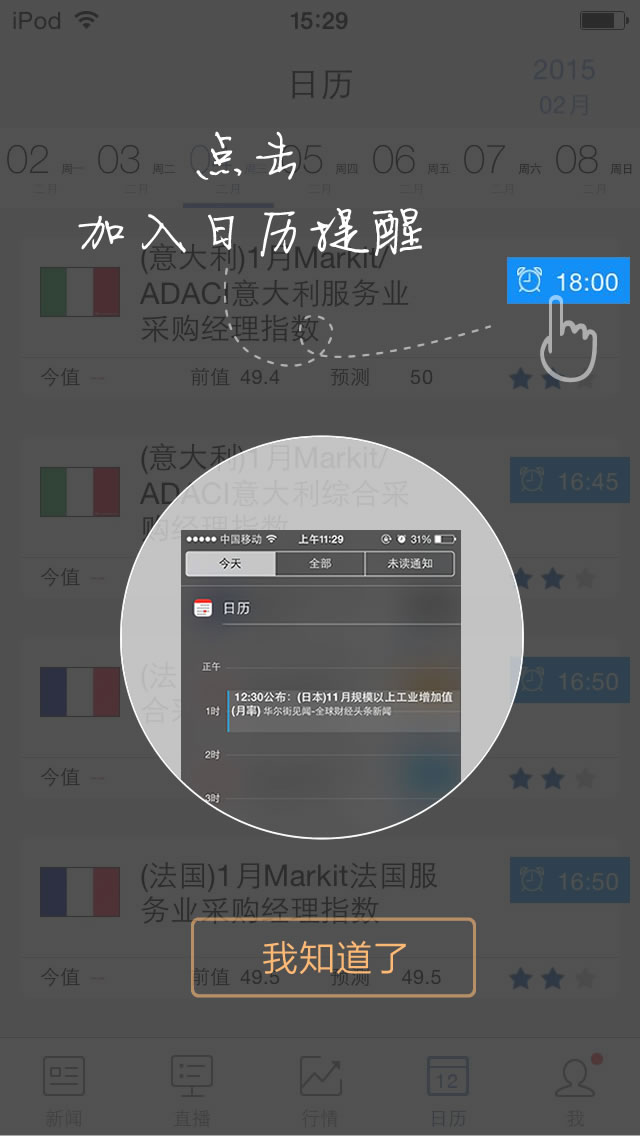 iPod 15:29
日历
2015
02月
02 周一 03 周二 周三 05 周四 06 周五 07 周六 08 周日
二月 二月 二月 二月 二月 二月 二月
点击
加入日历提醒
(意大利)1月Markit/
ADACI意大利服务业
采购经理指数
18:00
今值 -- 前值 49.4 预测 50
(意大利)1月Markit/
ADACI意大利综合采
购经理指数
16:45
今值 --
中国移动 上午11:29 31%
今天 全部 未读通知
日历
正午
12:30公布：(日本)11月规模以上工业增加值
1时 (月率) 华尔街见闻-全球财经头条新闻
2时
3时
(法
合采
16:50
今值 --
(法国)1月Markit法国服
务业采购经理指数
16:50
我知道了
今值 -- 前值 49.5 预测 49.5
新闻 直播 行情 12 日历 我